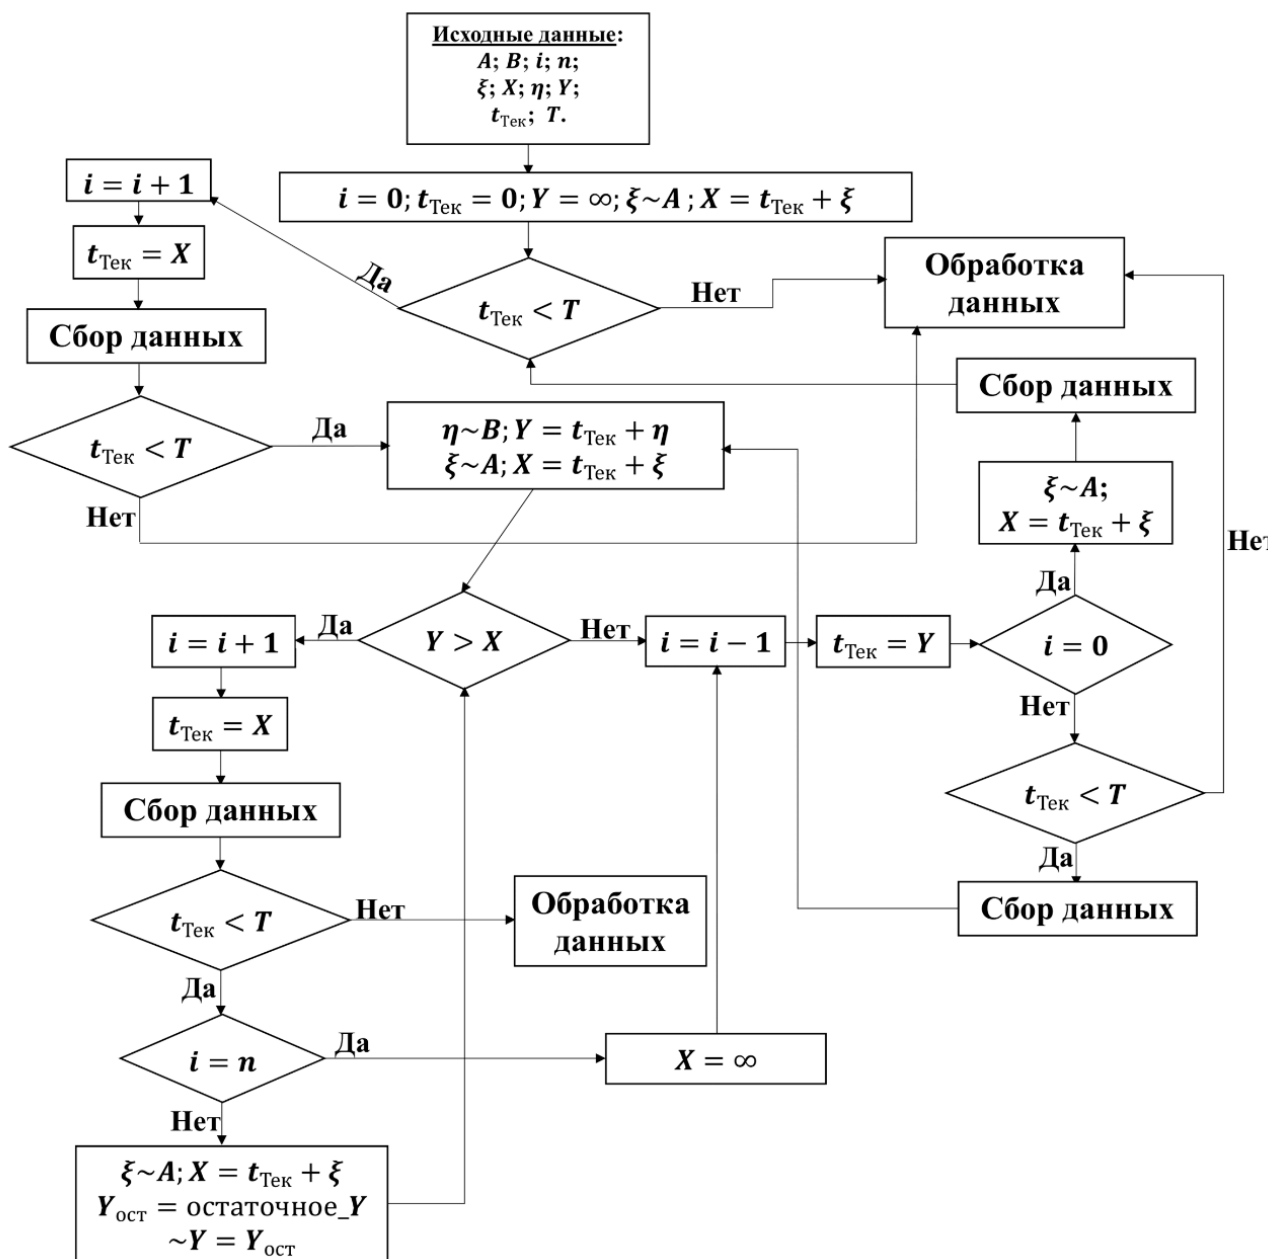 Исходные данные:
A; B; i; n;
ξ; X; η; Y;
tТек; T.
i = 0; tТек = 0; Y = ∞; ξ~A ; X = tТек + ξ
i = i + 1
tТек = X
Сбор данных
tТек < T
Да
Нет
tТек < T
Да
Нет
Обработка
данных
Сбор данных
η~B; Y = tТек + η
ξ~A; X = tТек + ξ
ξ~A;
X = tТек + ξ
Нет
Да
Y > X
Да
Нет
i = i + 1
i = i − 1
tТек = Y
i = 0
Нет
tТек = X
Сбор данных
tТек < T
Да
Сбор данных
tТек < T
Нет
Обработка
данных
Да
i = n
Да
X = ∞
Нет
ξ~A; X = tТек + ξ
Yост = остаточное_Y
~Y = Yост